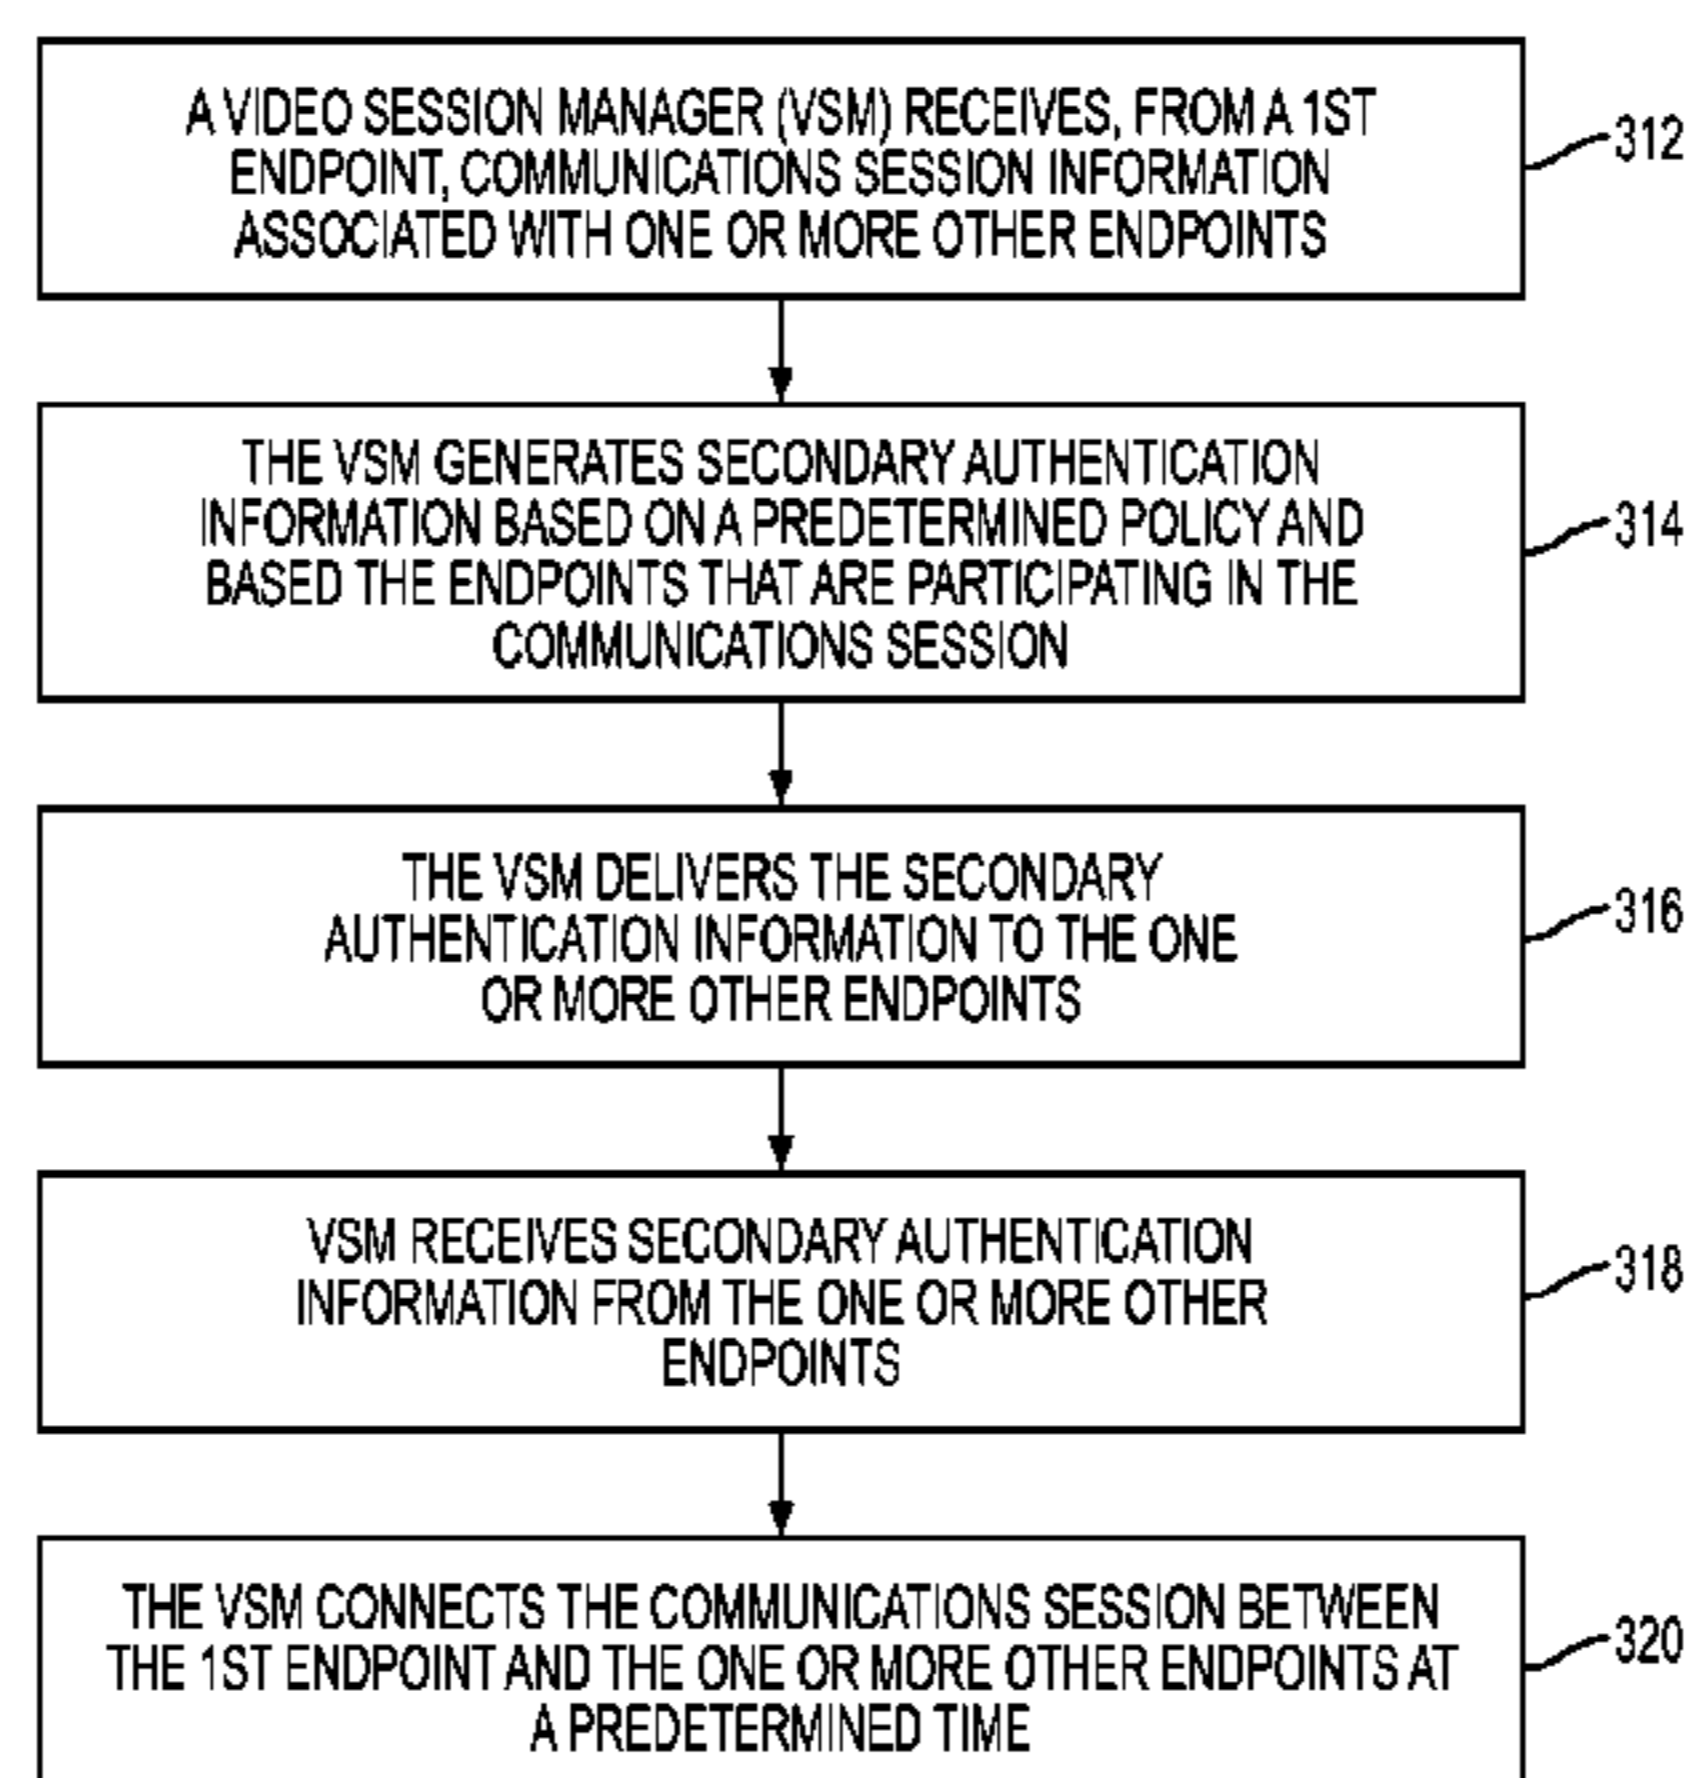 A VIDEO SESSION MANAGER (VSM) RECEIVES, FROM A 1ST
ENDPOINT, COMMUNICATIONS SESSION INFORMATION
ASSOCIATED WITH ONE OR MORE OTHER ENDPOINTS
312
THE VSM GENERATES SECONDARY AUTHENTICATION
INFORMATION BASED ON A PREDETERMINED POLICY AND
BASED THE ENDPOINTS THAT ARE PARTICIPATING IN THE
COMMUNICATIONS SESSION
314
THE VSM DELIVERS THE SECONDARY
AUTHENTICATION INFORMATION TO THE ONE
OR MORE OTHER ENDPOINTS
316
VSM RECEIVES SECONDARY AUTHENTICATION
INFORMATION FROM THE ONE OR MORE OTHER
ENDPOINTS
318
THE VSM CONNECTS THE COMMUNICATIONS SESSION BETWEEN
THE 1ST ENDPOINT AND THE ONE OR MORE OTHER ENDPOINTS AT
A PREDETERMINED TIME
320